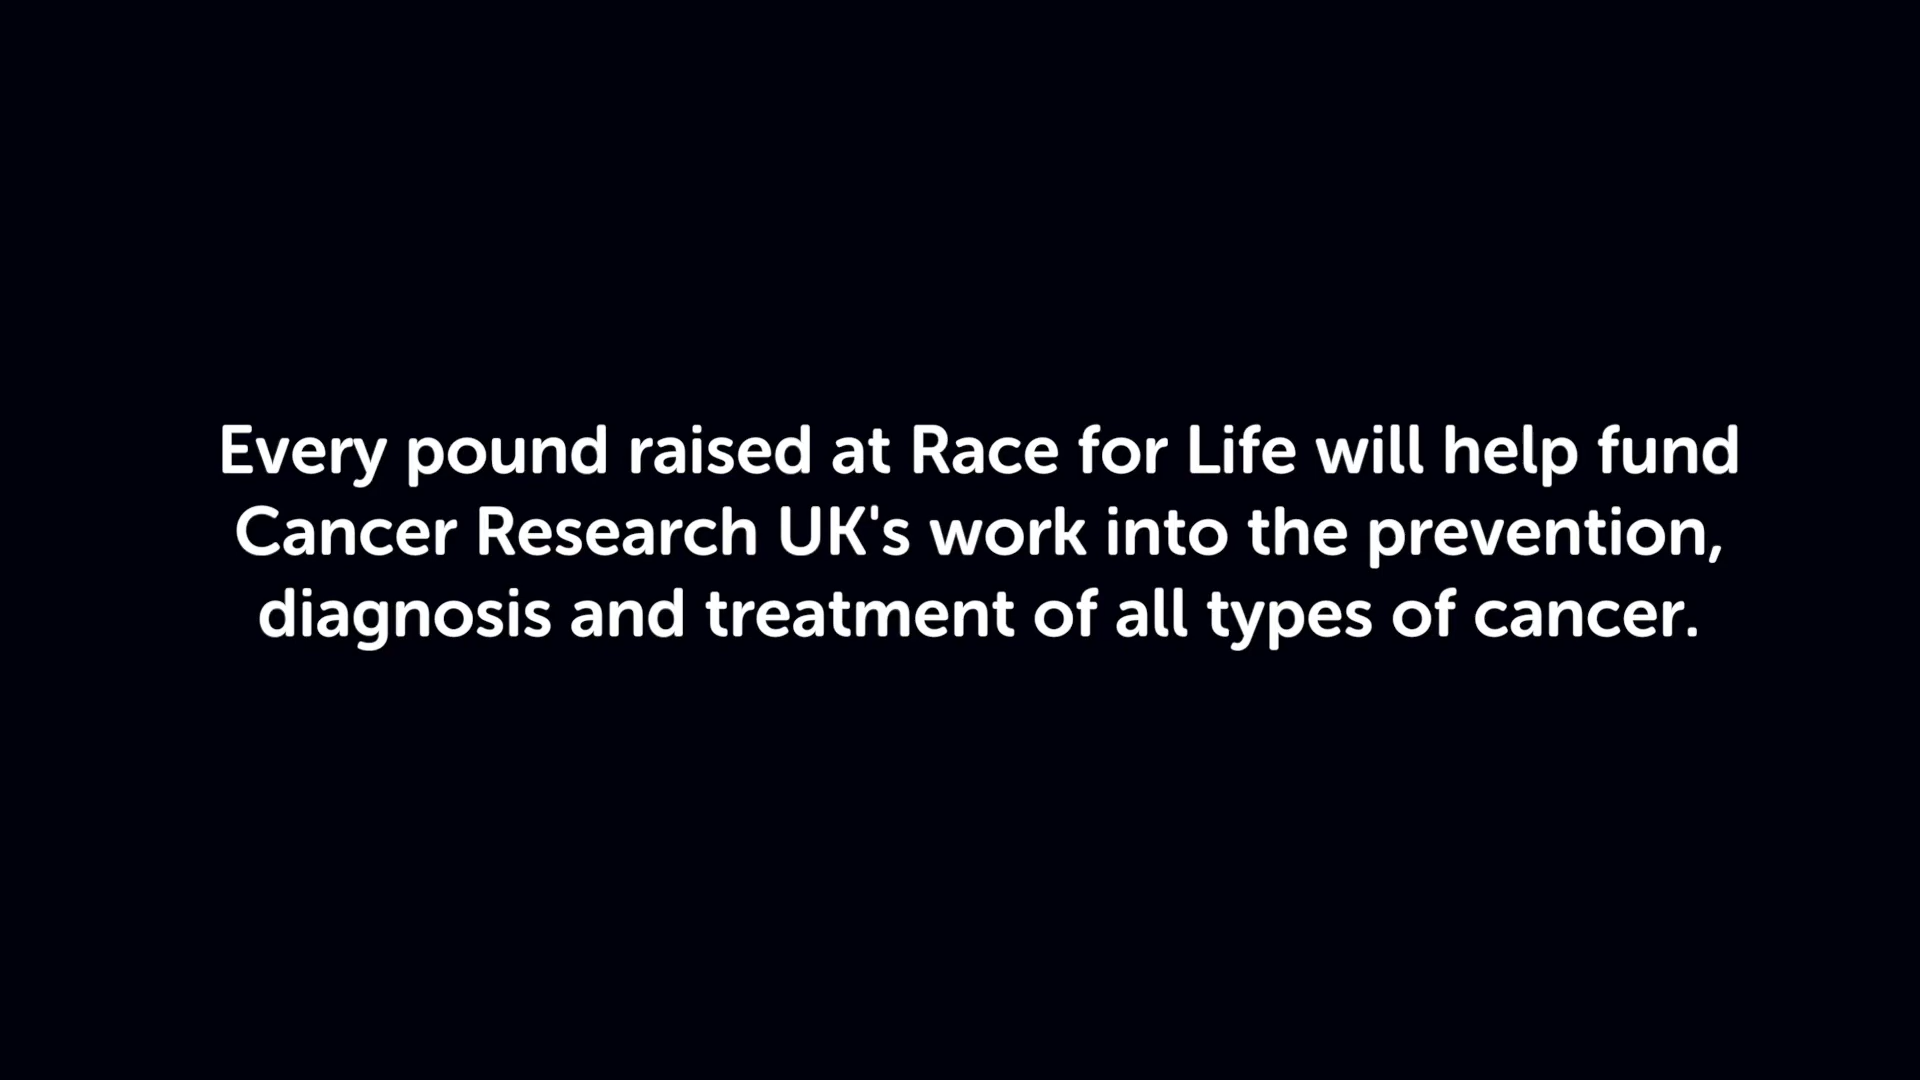 Every pound raised at Race for Life will help fund
Cancer Research UK's work into the prevention,
diagnosis and treatment of all types of cancer.